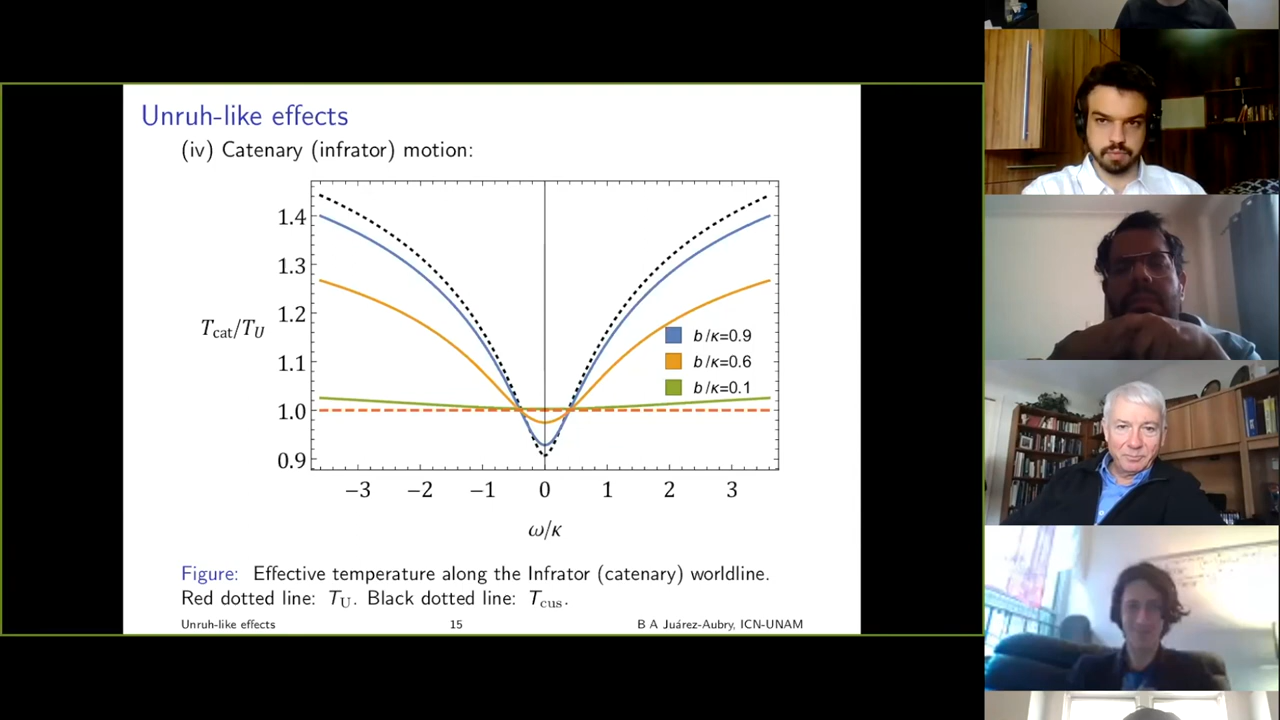 Unruh-like effects
(iv) Catenary (infrator) motion:
1.4
1.3
1.2
1.1
1.0
0.9
T_cat/T_U
b/κ=0.9
b/κ=0.6
b/κ=0.1
−3 −2 −1 0 1 2 3
ω/κ
Figure: Effective temperature along the Infrator (catenary) worldline.
Red dotted line: T_U. Black dotted line: T_cus.
Unruh-like effects 15 B A Juárez-Aubry, ICN-UNAM